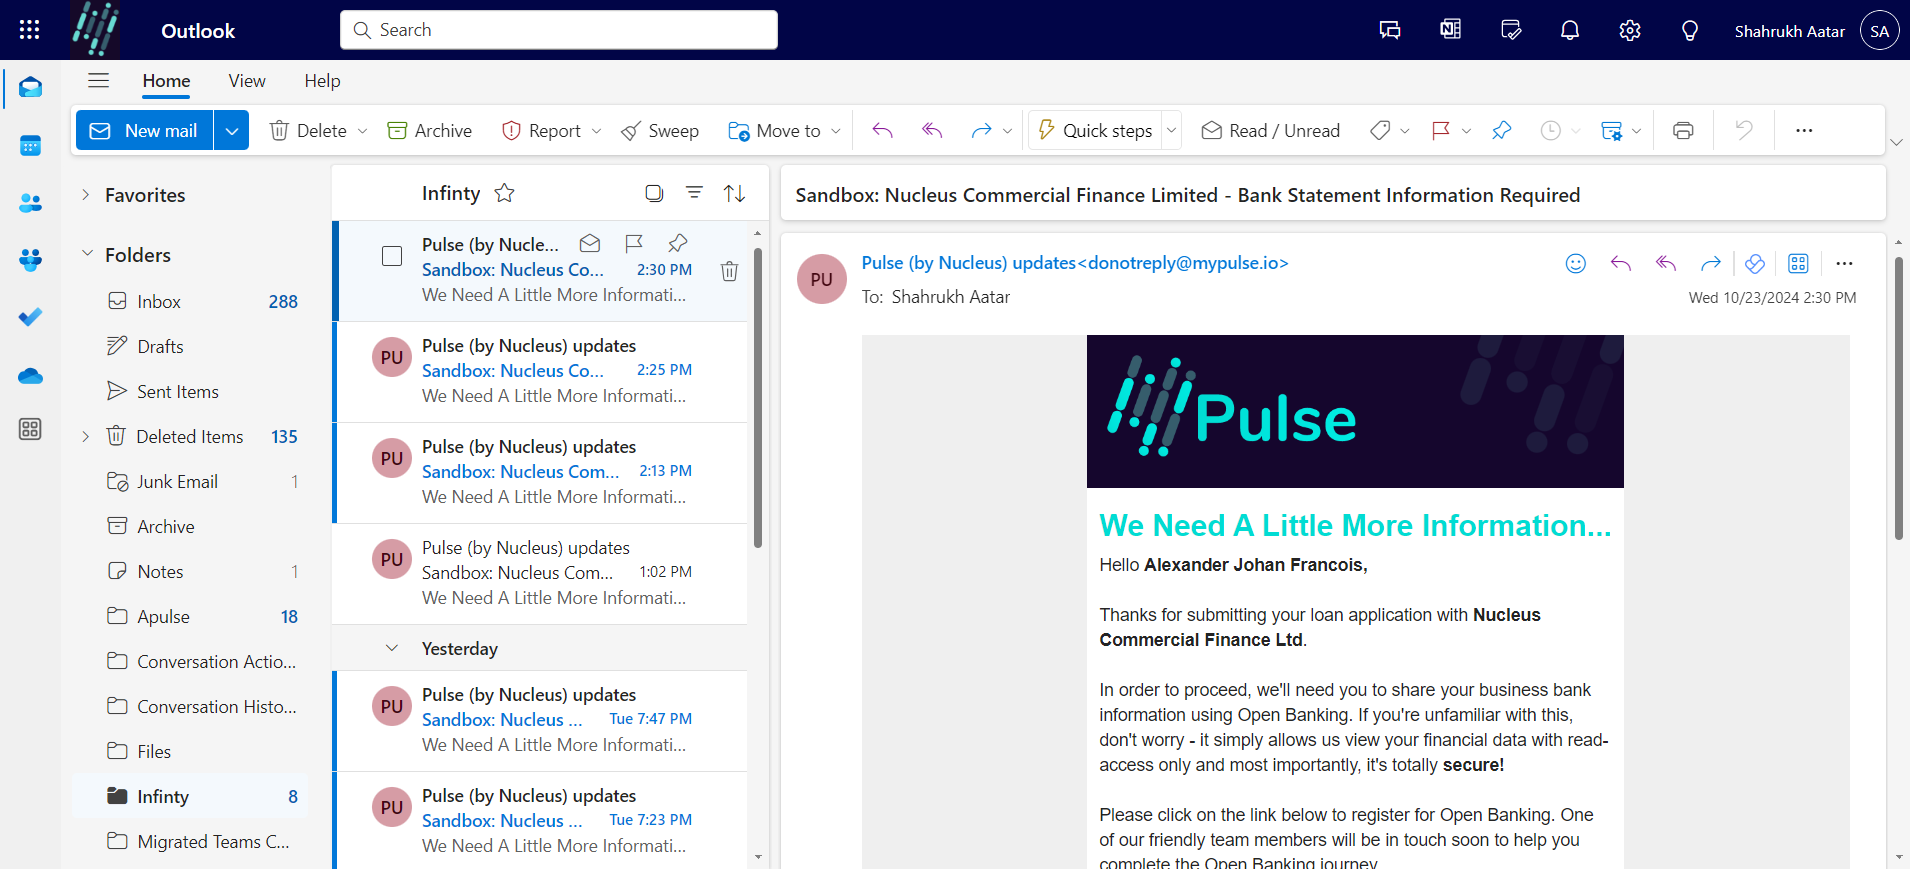 Outlook
Search
Shahrukh Aatar
SA
Home
View
Help
New mail
Delete
Archive
Report
Sweep
Move to
Quick steps
Read / Unread
Favorites
Folders
Inbox 288
Drafts
Sent Items
Deleted Items 135
Junk Email 1
Archive
Notes 1
Apulse 18
Conversation Actio...
Conversation Histo...
Files
Infinty 8
Migrated Teams C...
Infinty
Pulse (by Nucle...
Sandbox: Nucleus Co... 2:30 PM
We Need A Little More Informati...
PU
Pulse (by Nucleus) updates
Sandbox: Nucleus Co... 2:25 PM
We Need A Little More Informati...
PU
Pulse (by Nucleus) updates
Sandbox: Nucleus Com... 2:13 PM
We Need A Little More Informati...
PU
Pulse (by Nucleus) updates
Sandbox: Nucleus Com... 1:02 PM
We Need A Little More Informati...
Yesterday
PU
Pulse (by Nucleus) updates
Sandbox: Nucleus ... Tue 7:47 PM
We Need A Little More Informati...
PU
Pulse (by Nucleus) updates
Sandbox: Nucleus ... Tue 7:23 PM
We Need A Little More Informati...
Sandbox: Nucleus Commercial Finance Limited - Bank Statement Information Required
PU
Pulse (by Nucleus) updates<donotreply@mypulse.io>
To: Shahrukh Aatar
Wed 10/23/2024 2:30 PM
Pulse
We Need A Little More Information...
Hello Alexander Johan Francois,
Thanks for submitting your loan application with Nucleus
Commercial Finance Ltd.
In order to proceed, we'll need you to share your business bank
information using Open Banking. If you're unfamiliar with this,
don't worry - it simply allows us view your financial data with read-
access only and most importantly, it's totally secure!
Please click on the link below to register for Open Banking. One
of our friendly team members will be in touch soon to help you
complete the Open Banking journey